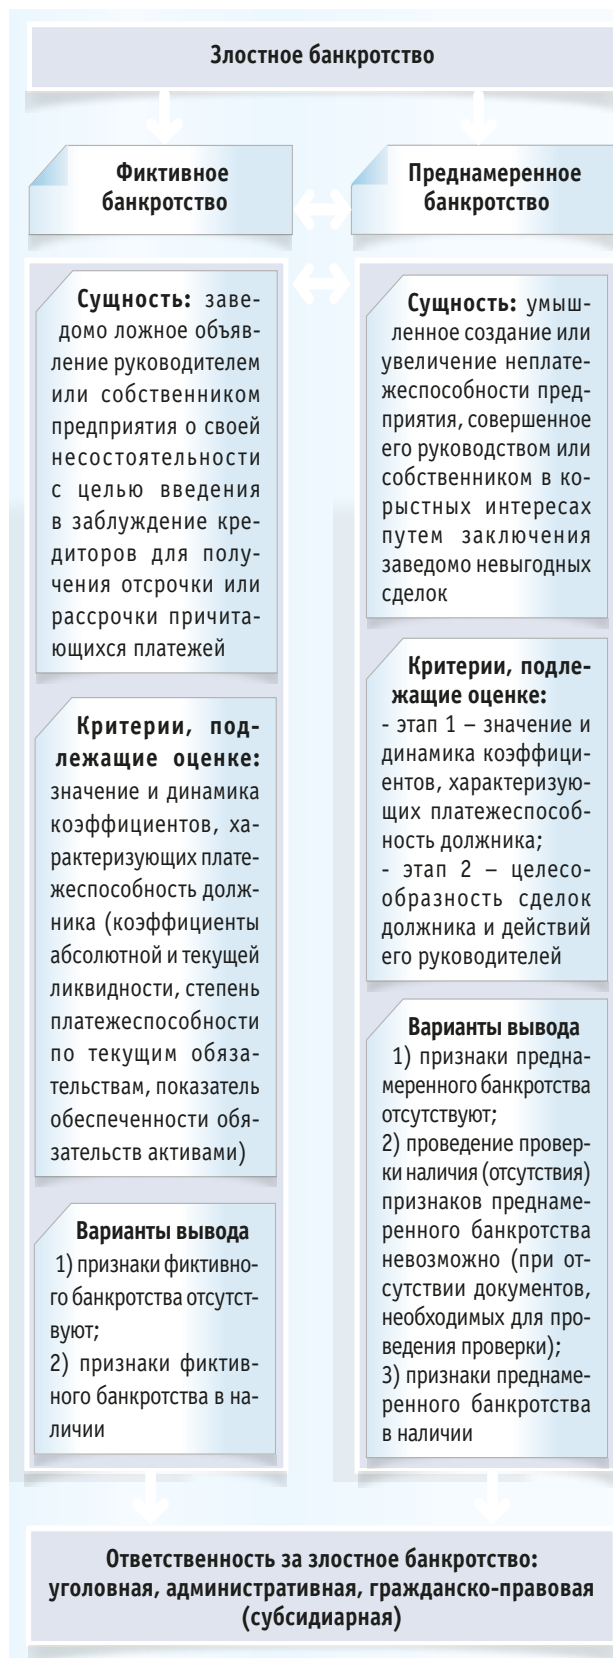 Злостное банкротство
Фиктивное
банкротство
Сущность: заве-
домо ложное объяв-
ление руководителем
или собственником
предприятия о своей
несостоятельности
с целью введения
в заблуждение кре-
диторов для полу-
чения отсрочки или
рассрочки причита-
ющихся платежей
Критерии, под-
лежащие оценке:
значение и динамика
коэффициентов, ха-
рактеризующих плате-
жеспособность долж-
ника (коэффициенты
абсолютной и текущей
ликвидности, степень
платежеспособности
по текущим обяза-
тельствам, показатель
обеспеченности обя-
зательств активами)
Варианты вывода
1) признаки фиктивно-
го банкротства отсутст-
вуют;
2) признаки фиктив-
ного банкротства в на-
личии
Преднамеренное
банкротство
Сущность: умыш-
ленное создание или
увеличение неплате-
жеспособности пред-
приятия, совершенное
его руководством или
собственником в ко-
рыстных интересах
путем заключения
заведомо невыгодных
сделок
Критерии, подле-
жащие оценке:
- этап 1 – значение и
динамика коэффици-
ентов, характеризую-
щих платежеспособ-
ность должника;
- этап 2 – целесо-
образность сделок
должника и действий
его руководителей
Варианты вывода
1) признаки предна-
меренного банкротства
отсутствуют;
2) проведение провер-
ки наличия (отсутствия)
признаков преднаме-
ренного банкротства
невозможно (при от-
сутствии документов,
необходимых для про-
ведения проверки);
3) признаки преднаме-
ренного банкротства
в наличии
Ответственность за злостное банкротство:
уголовная, административная, гражданско-правовая
(субсидиарная)